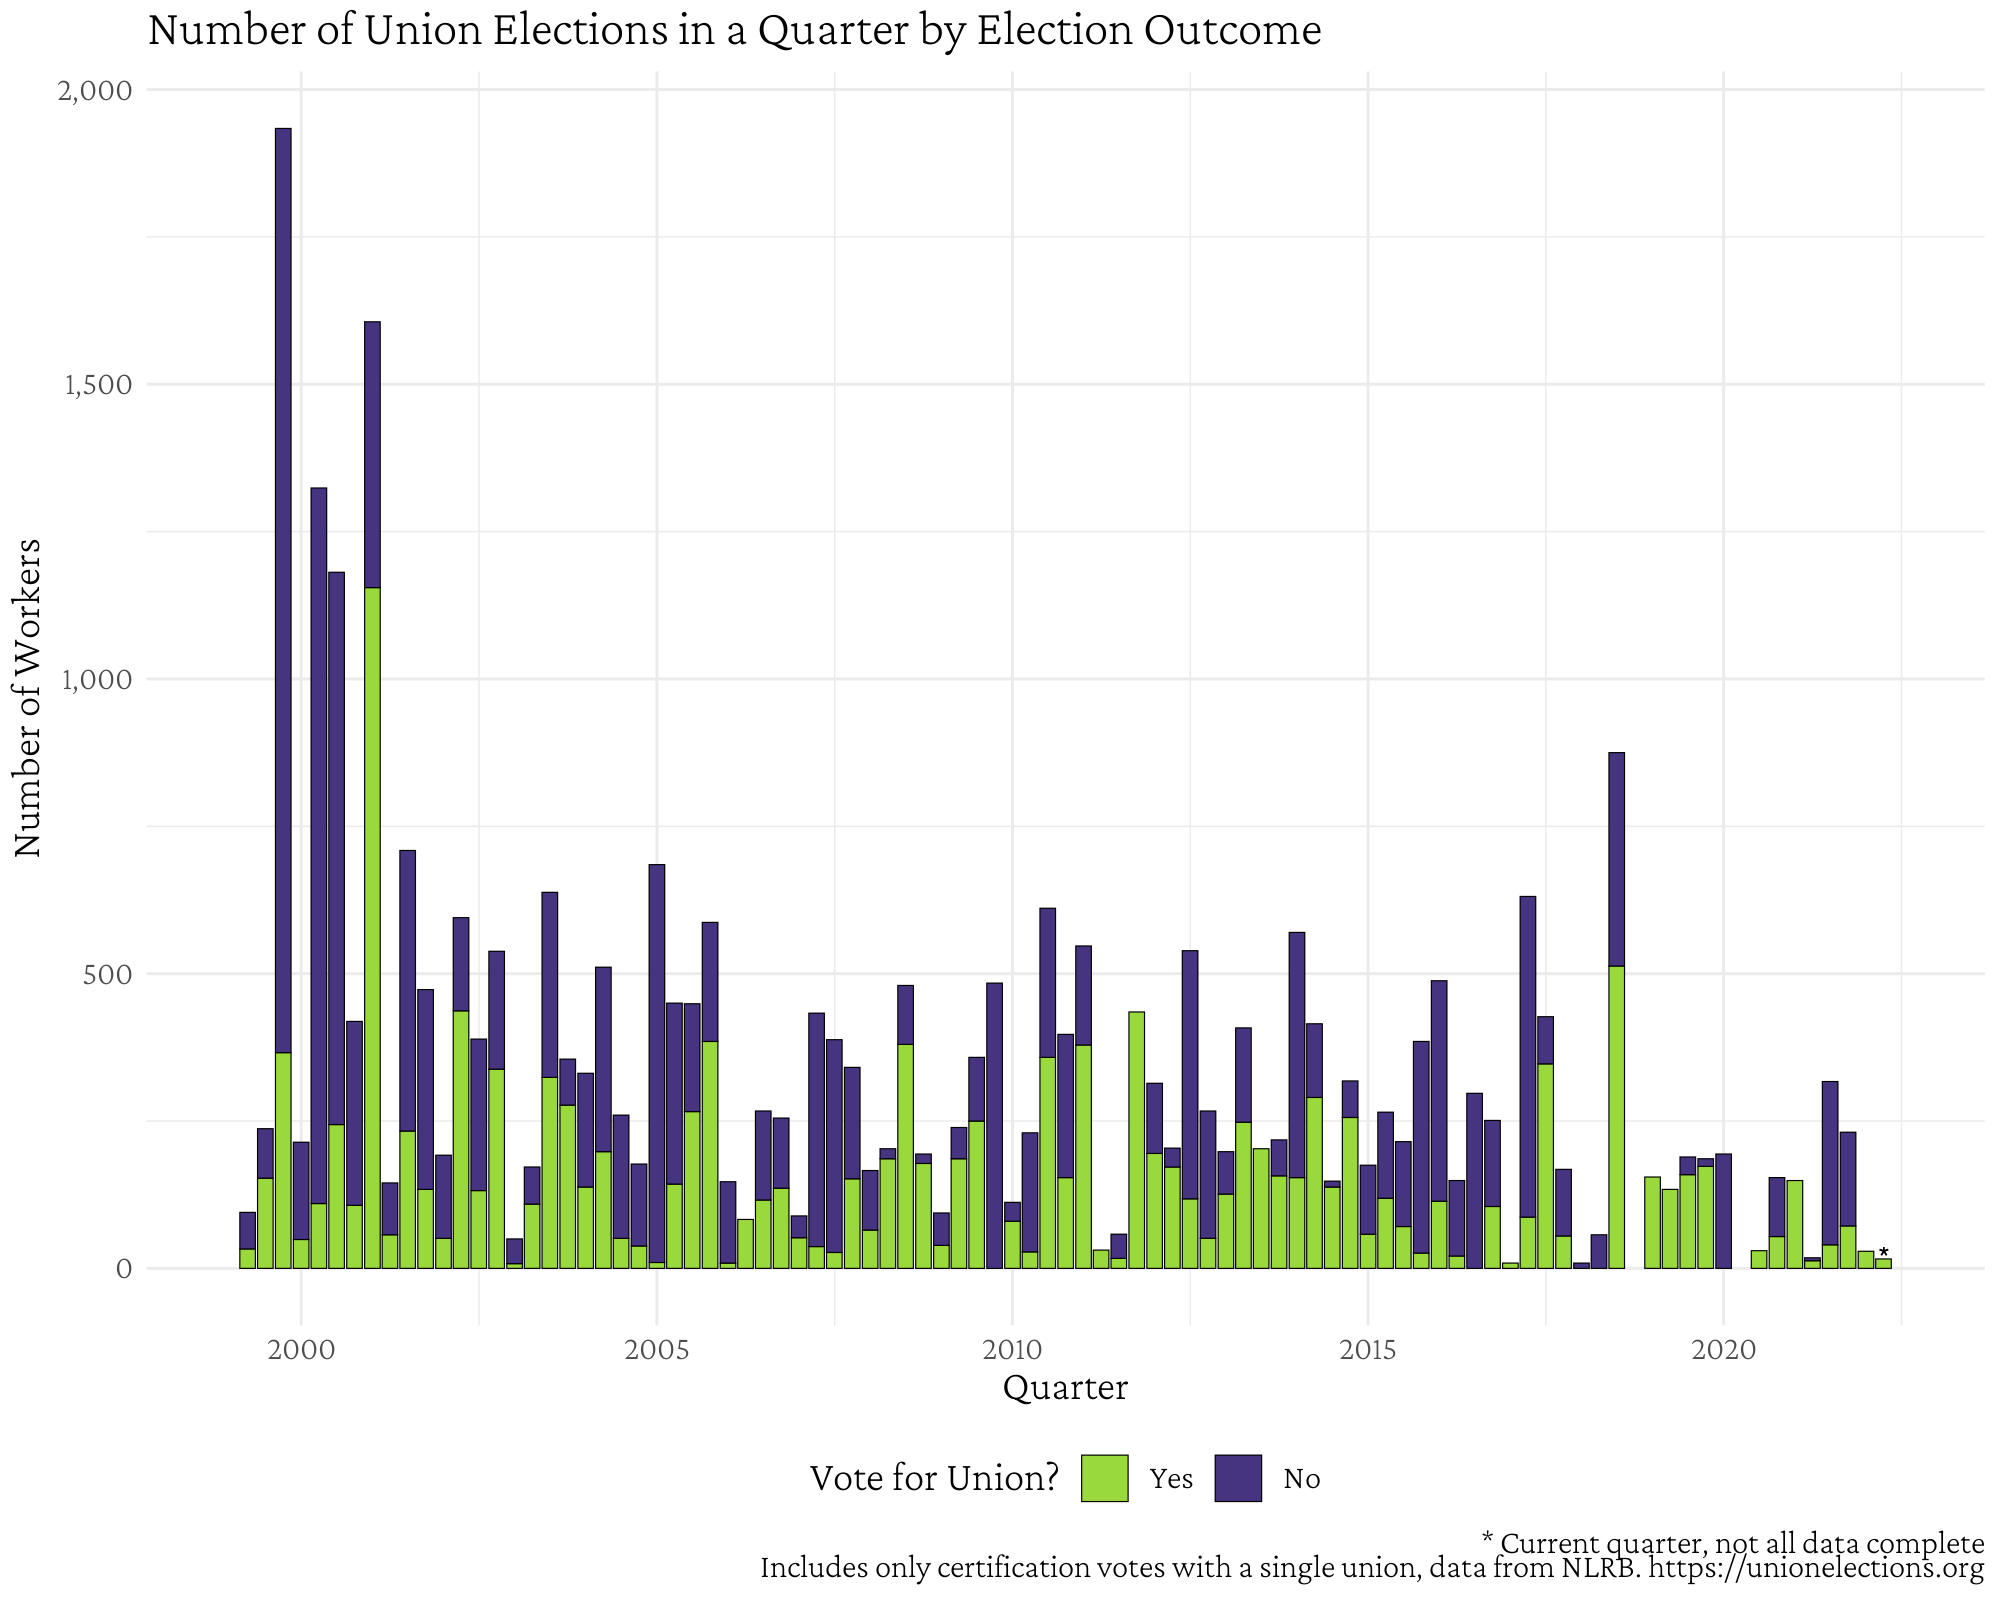 Number of Union Elections in a Quarter by Election Outcome
2,000
1,500
1,000
500
0
Number of Workers
2000 2005 2010 2015 2020
Quarter
Vote for Union? Yes No
*
* Current quarter, not all data complete
Includes only certification votes with a single union, data from NLRB. https://unionelections.org